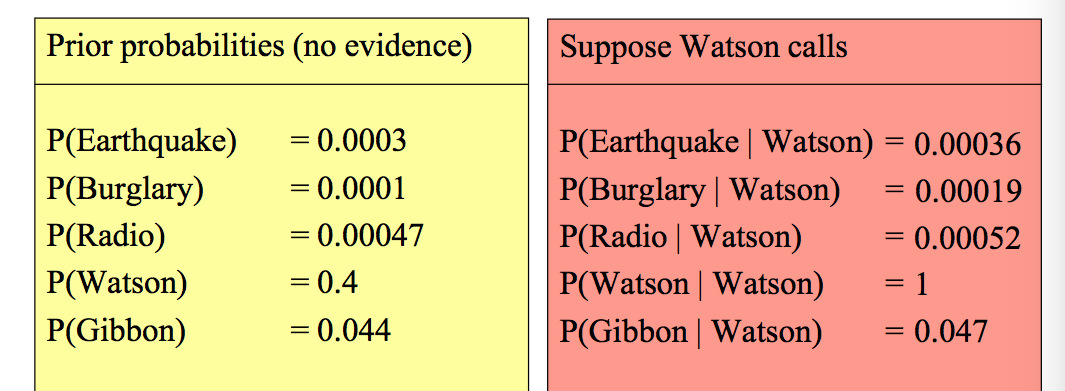 Prior probabilities (no evidence)
P(Earthquake) = 0.0003
P(Burglary) = 0.0001
P(Radio) = 0.00047
P(Watson) = 0.4
P(Gibbon) = 0.044
Suppose Watson calls
P(Earthquake | Watson) = 0.00036
P(Burglary | Watson) = 0.00019
P(Radio | Watson) = 0.00052
P(Watson | Watson) = 1
P(Gibbon | Watson) = 0.047